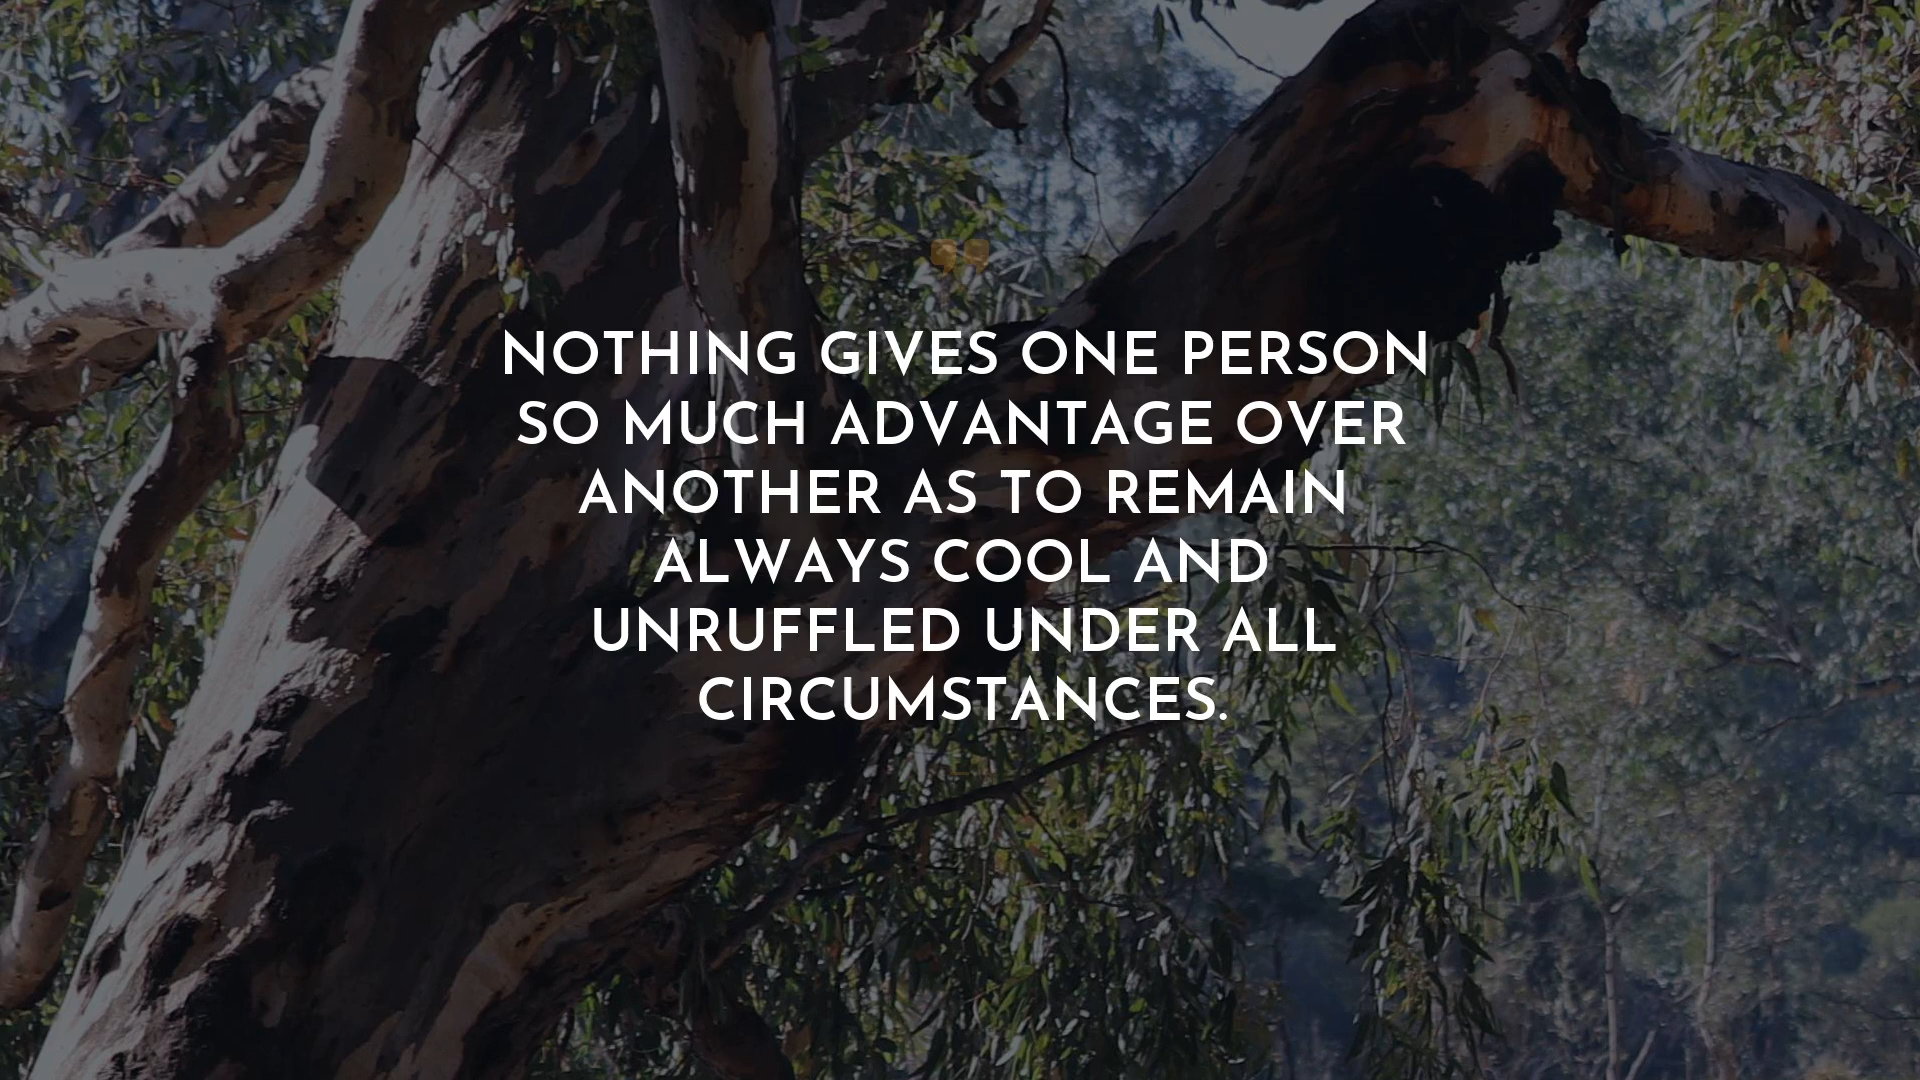 NOTHING GIVES ONE PERSON
SO MUCH ADVANTAGE OVER
ANOTHER AS TO REMAIN
ALWAYS COOL AND
UNRUFFLED UNDER ALL
CIRCUMSTANCES.